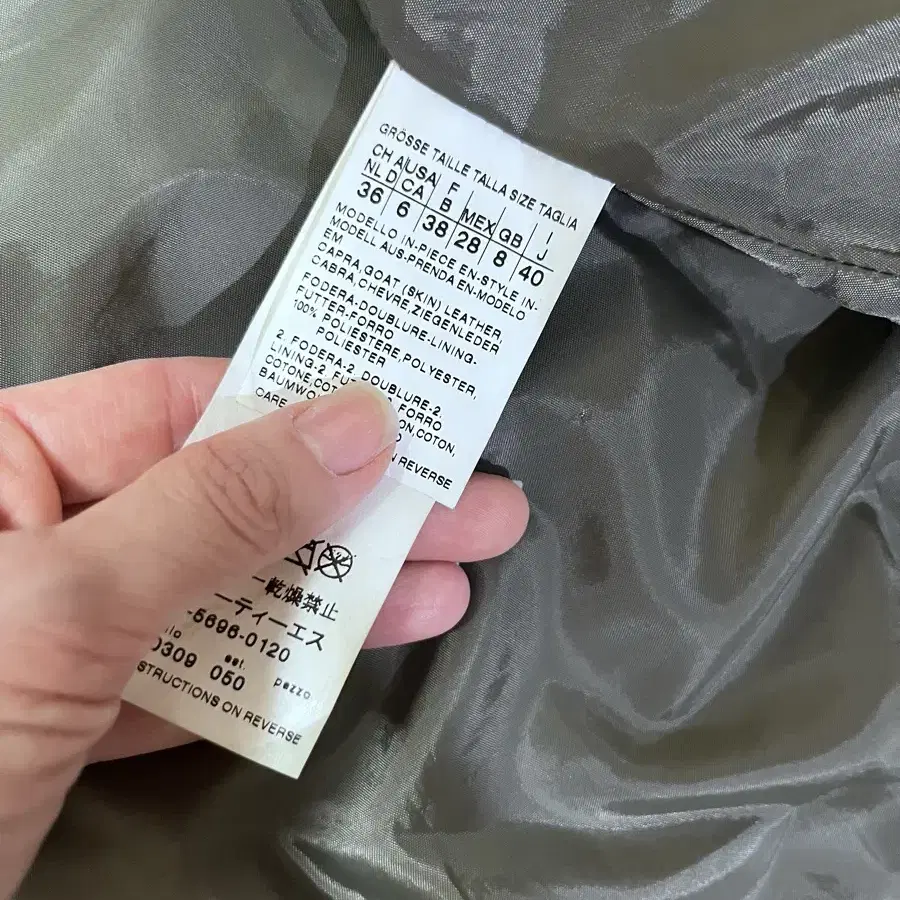 GRÖSSE TAILLE TALLA SIZE TAGLIA
CH A USA F I
NL D CA B MEX GB J
36 6 38 28 8 40
MODELLO IN-PIECE EN-STYLE IN-
MODELL AUS-PRENDA EN-MODELO
EM
CAPRA,GOAT (SKIN) LEATHER,
CABRA,CHEVRE,ZIEGENLEDER
FODERA-DOUBLURE-LINING-
FUTTER-FORRO
100% POLIESTERE,POLYESTER,
POLIESTER
2. FODERA-2. DOUBLURE-2.
LINING-2 FORRO
COTONE, COTON,
CARE
REVERSE
乾燥禁止
ーティーエス
-5696-0120
0309 050 pezzo.
STRUCTIONS ON REVERSE